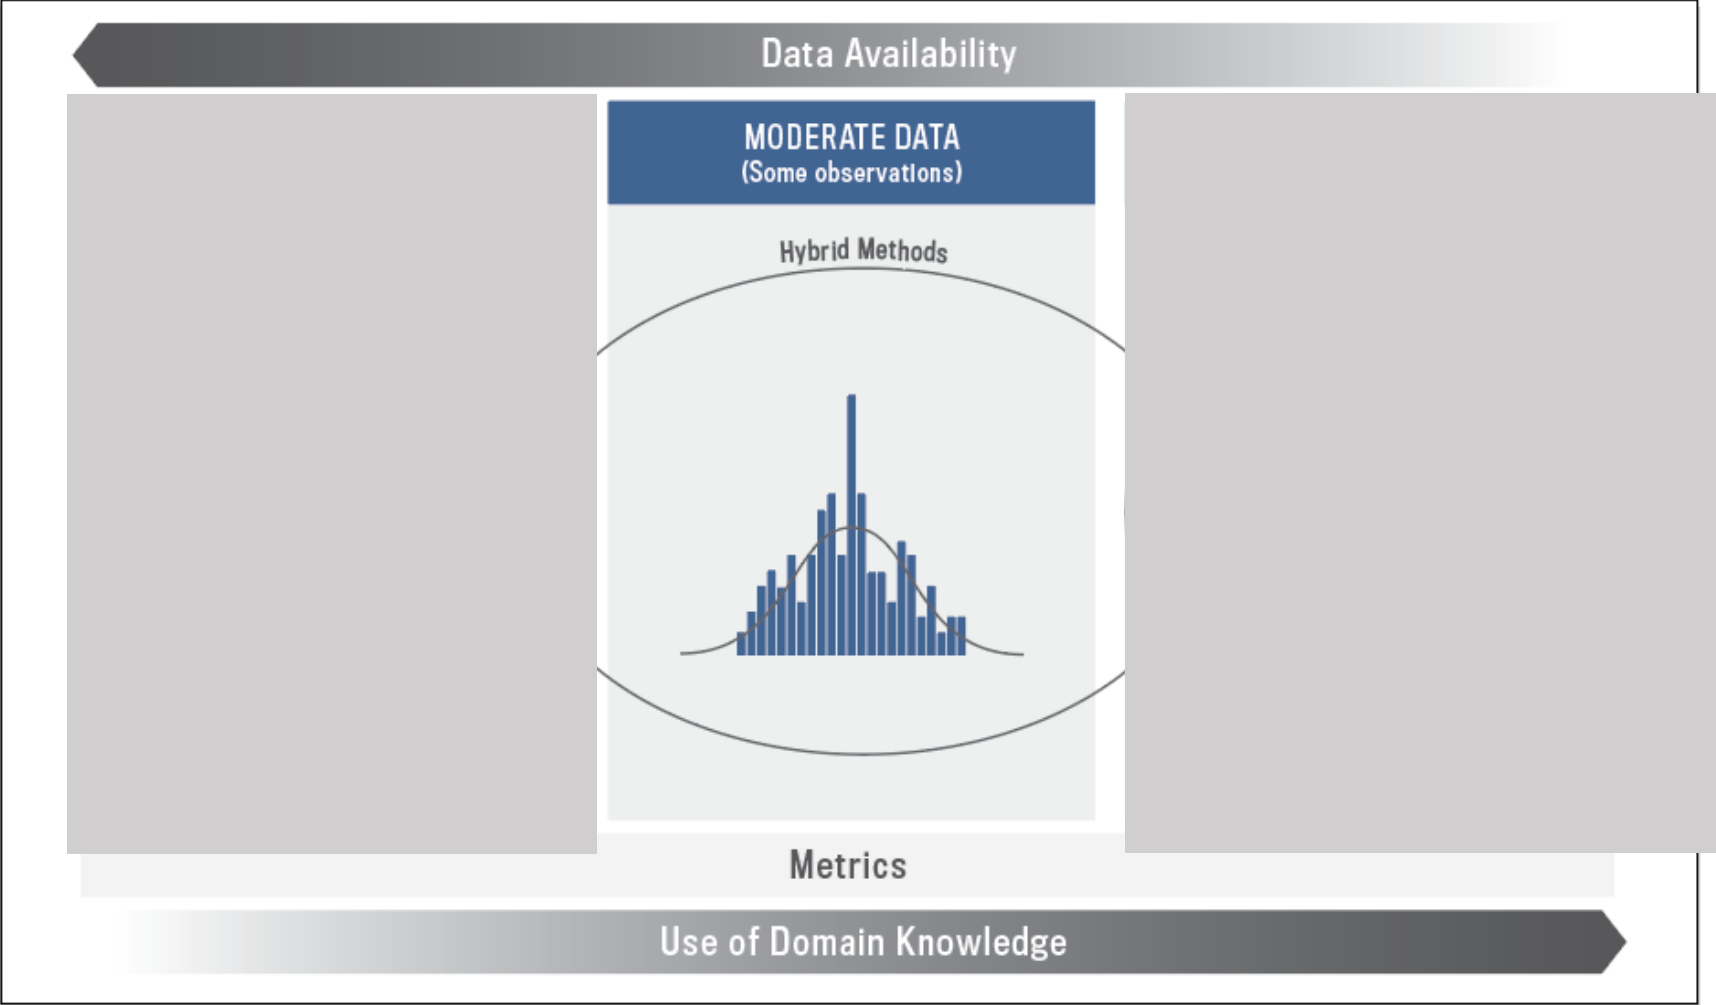 Data Availability
MODERATE DATA
(Some observations)
Hybrid Methods
Metrics
Use of Domain Knowledge